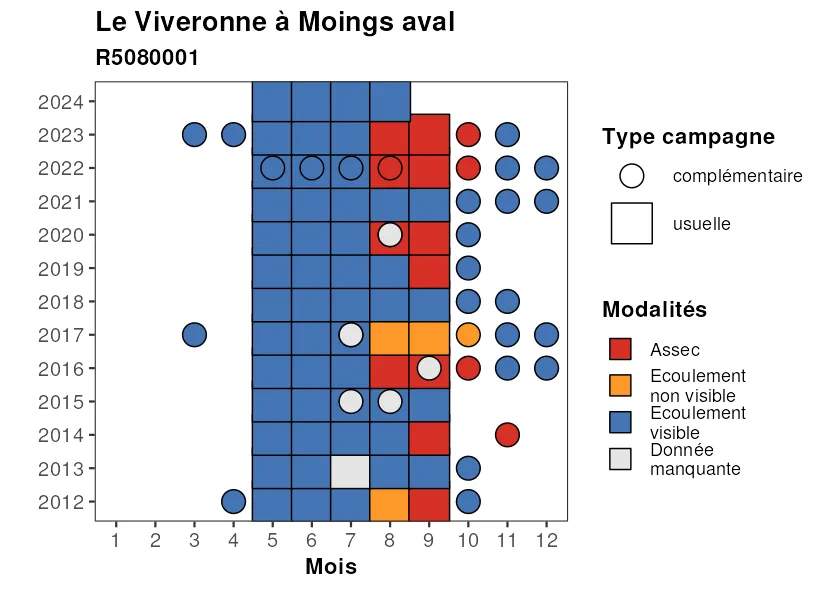 Le Viveronne à Moings aval
R5080001
2024
2023
2022
2021
2020
2019
2018
2017
2016
2015
2014
2013
2012
1 2 3 4 5 6 7 8 9 10 11 12
Mois
Type campagne
complémentaire
usuelle
Modalités
Assec
Ecoulement
non visible
Ecoulement
visible
Donnée
manquante